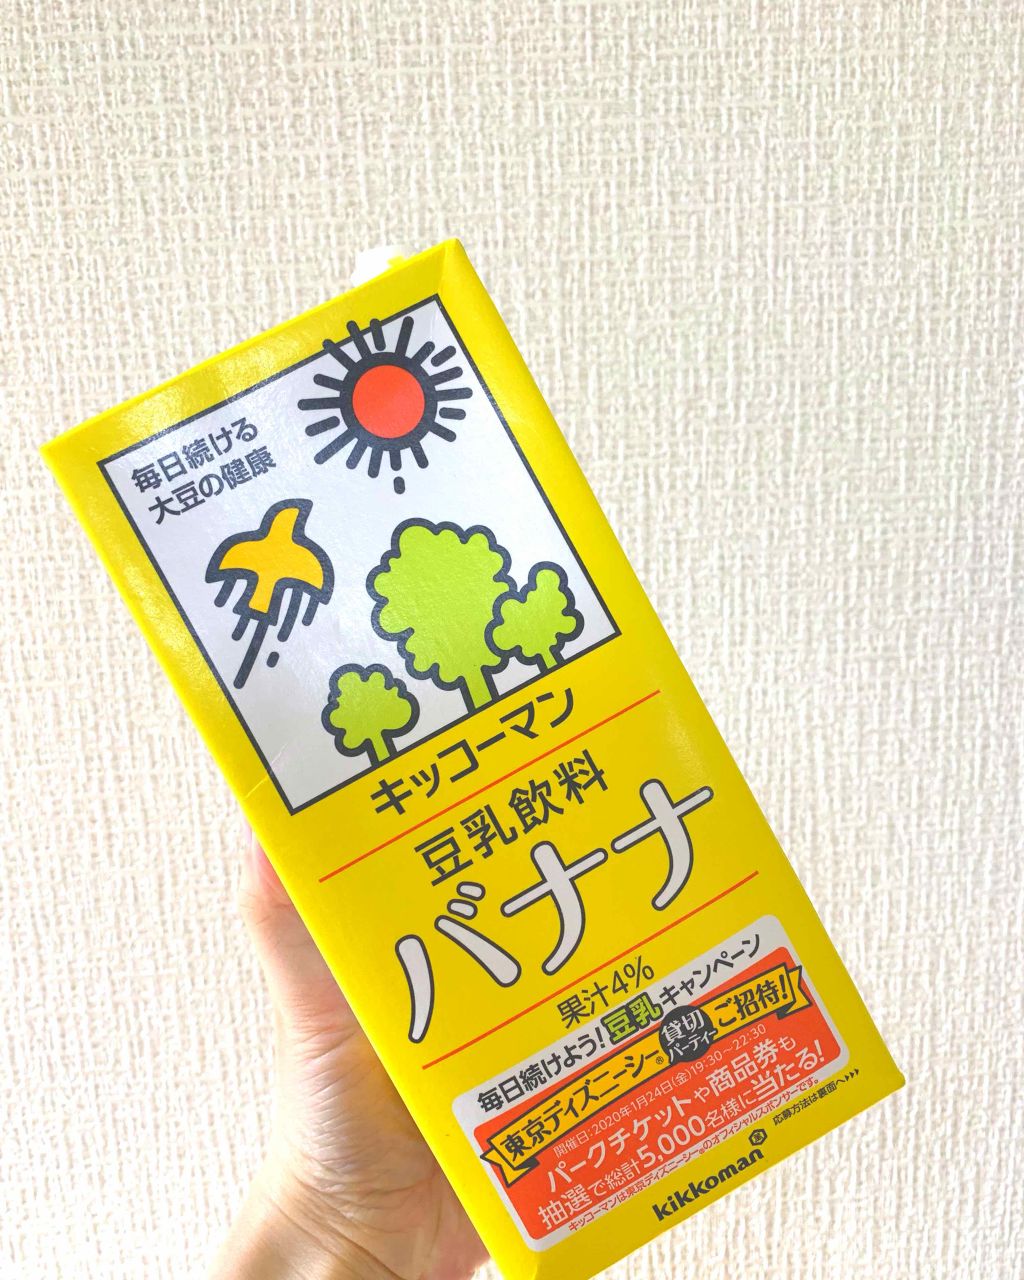 毎日続ける
大豆の健康
キッコーマン
豆乳飲料
バナナ
果汁4%
毎日続けよう!豆乳キャンペーン
東京ディズニーシー®貸切パーティーご招待!
開催日:2020年1月24日(金)19:30~22:30
パークチケットや商品券も
抽選で総計5,000名様に当たる!
キッコーマンは東京ディズニーシー®のオフィシャルスポンサーです。
応募方法は裏面へ>>>
kikkoman